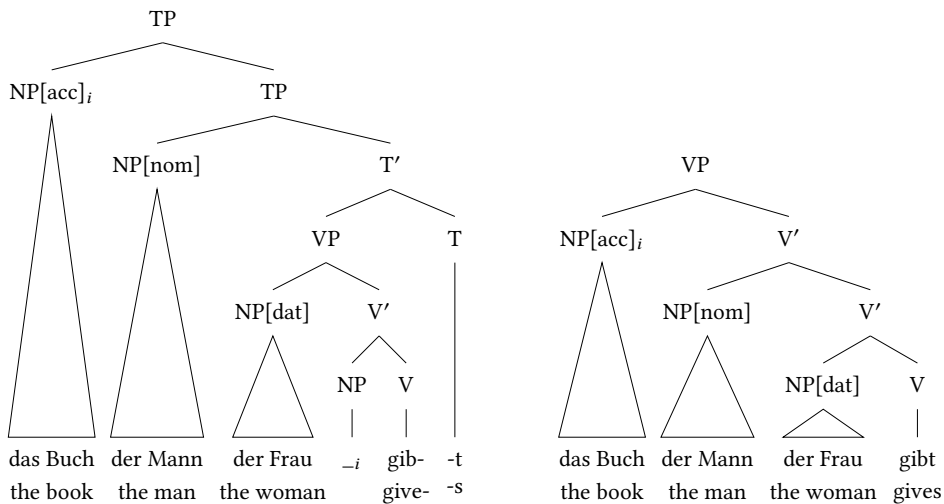 TP
NP[acc]i TP
NP[nom] T′ VP
VP T NP[acc]i V′
NP[dat] V′ NP[nom] V′
NP V NP[dat] V
das Buch der Mann der Frau _i gib- -t das Buch der Mann der Frau gibt
the book the man the woman give- -s the book the man the woman gives